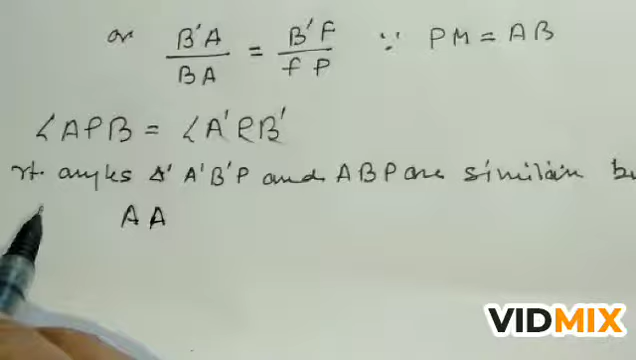 or B'A/BA = B'F/FP ∵ PM = AB
∠APB = ∠A'PB'
rt. angles Δ' A'B'P and ABP are similar by
AA
VIDMIX